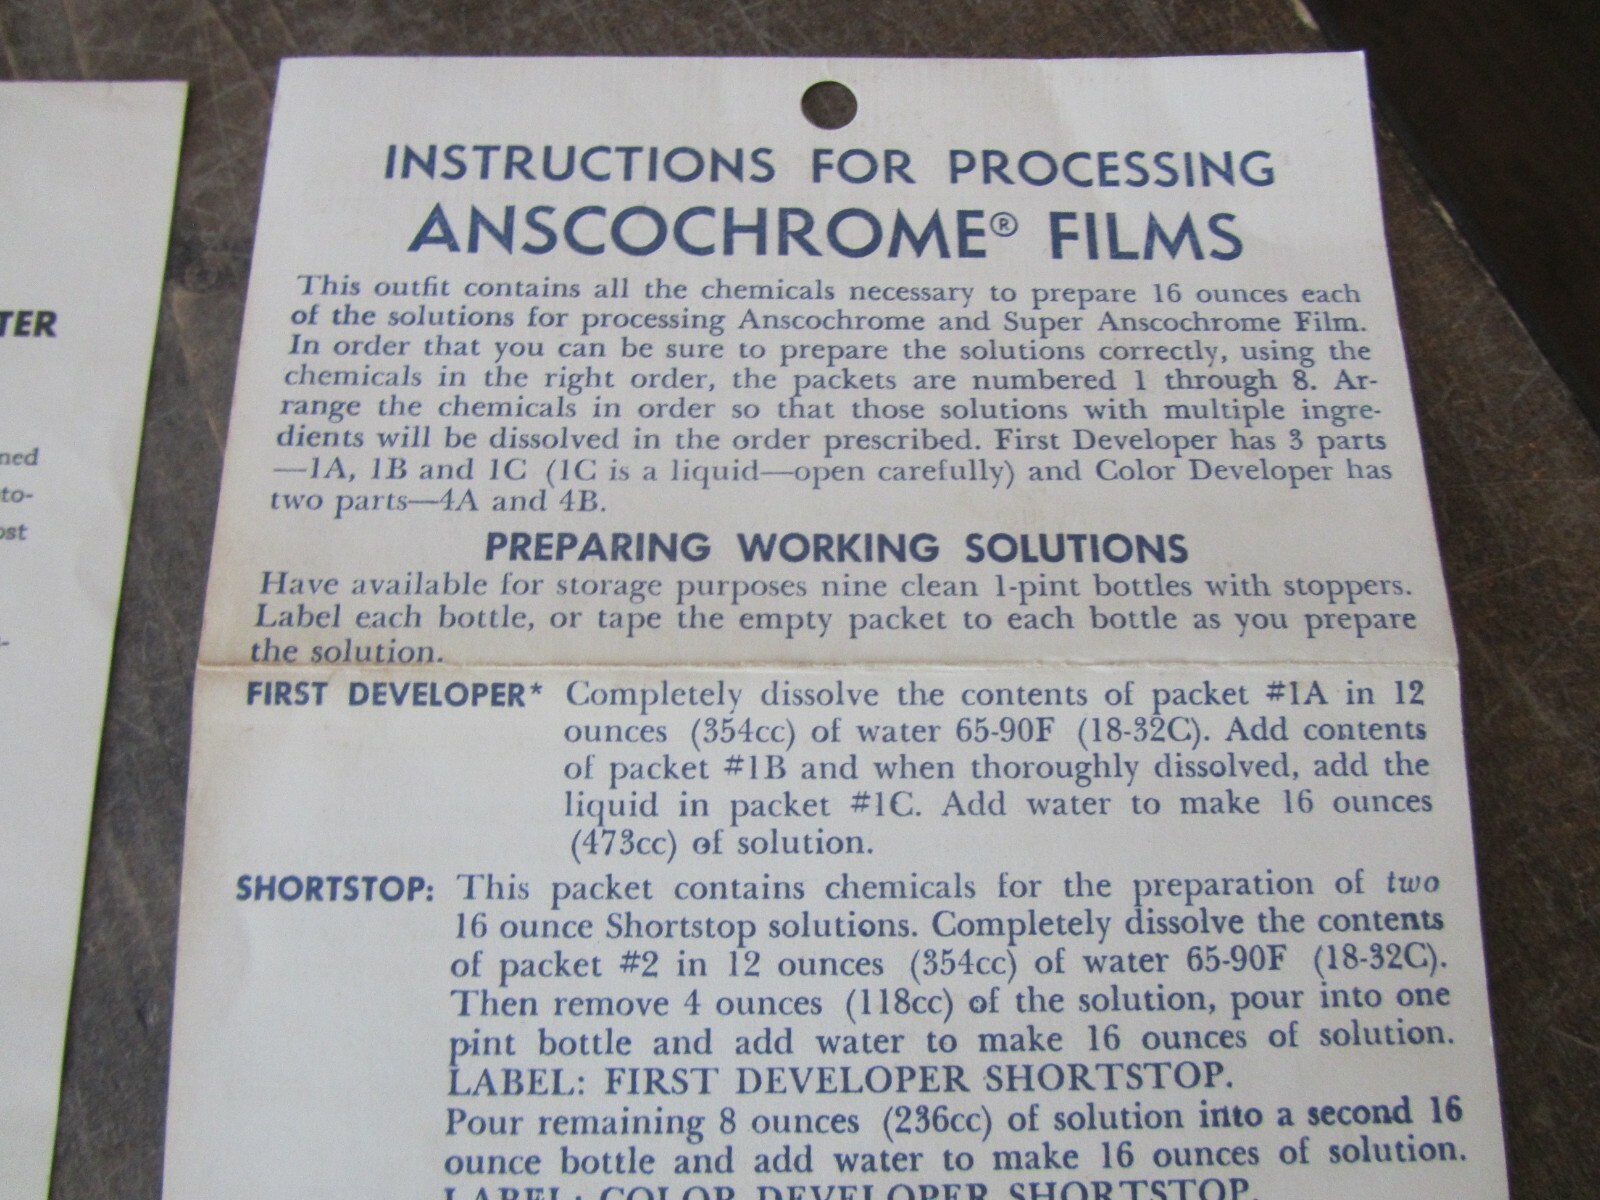 TER
ned
to-
ost
INSTRUCTIONS FOR PROCESSING
ANSCOCHROME® FILMS
This outfit contains all the chemicals necessary to prepare 16 ounces each
of the solutions for processing Anscochrome and Super Anscochrome Film.
In order that you can be sure to prepare the solutions correctly, using the
chemicals in the right order, the packets are numbered 1 through 8. Ar-
range the chemicals in order so that those solutions with multiple ingre-
dients will be dissolved in the order prescribed. First Developer has 3 parts
—1A, 1B and 1C (1C is a liquid—open carefully) and Color Developer has
two parts—4A and 4B.
PREPARING WORKING SOLUTIONS
Have available for storage purposes nine clean 1-pint bottles with stoppers.
Label each bottle, or tape the empty packet to each bottle as you prepare
the solution.
FIRST DEVELOPER* Completely dissolve the contents of packet #1A in 12
ounces (354cc) of water 65-90F (18-32C). Add contents
of packet #1B and when thoroughly dissolved, add the
liquid in packet #1C. Add water to make 16 ounces
(473cc) of solution.
SHORTSTOP: This packet contains chemicals for the preparation of two
16 ounce Shortstop solutions. Completely dissolve the contents
of packet #2 in 12 ounces (354cc) of water 65-90F (18-32C).
Then remove 4 ounces (118cc) of the solution, pour into one
pint bottle and add water to make 16 ounces of solution.
LABEL: FIRST DEVELOPER SHORTSTOP.
Pour remaining 8 ounces (236cc) of solution into a second 16
ounce bottle and add water to make 16 ounces of solution.
LABEL: COLOR DEVELOPER SHORTSTOP.